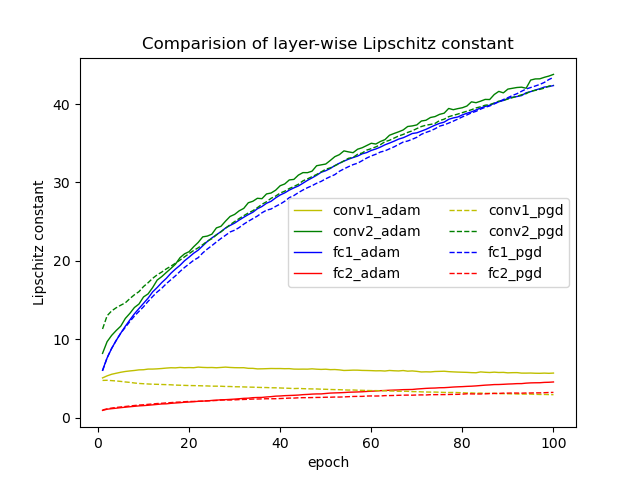 Comparision of layer-wise Lipschitz constant
Lipschitz constant
40
30
20
10
0
conv1_adam conv1_pgd
conv2_adam conv2_pgd
fc1_adam fc1_pgd
fc2_adam fc2_pgd
0 20 40 60 80 100
epoch